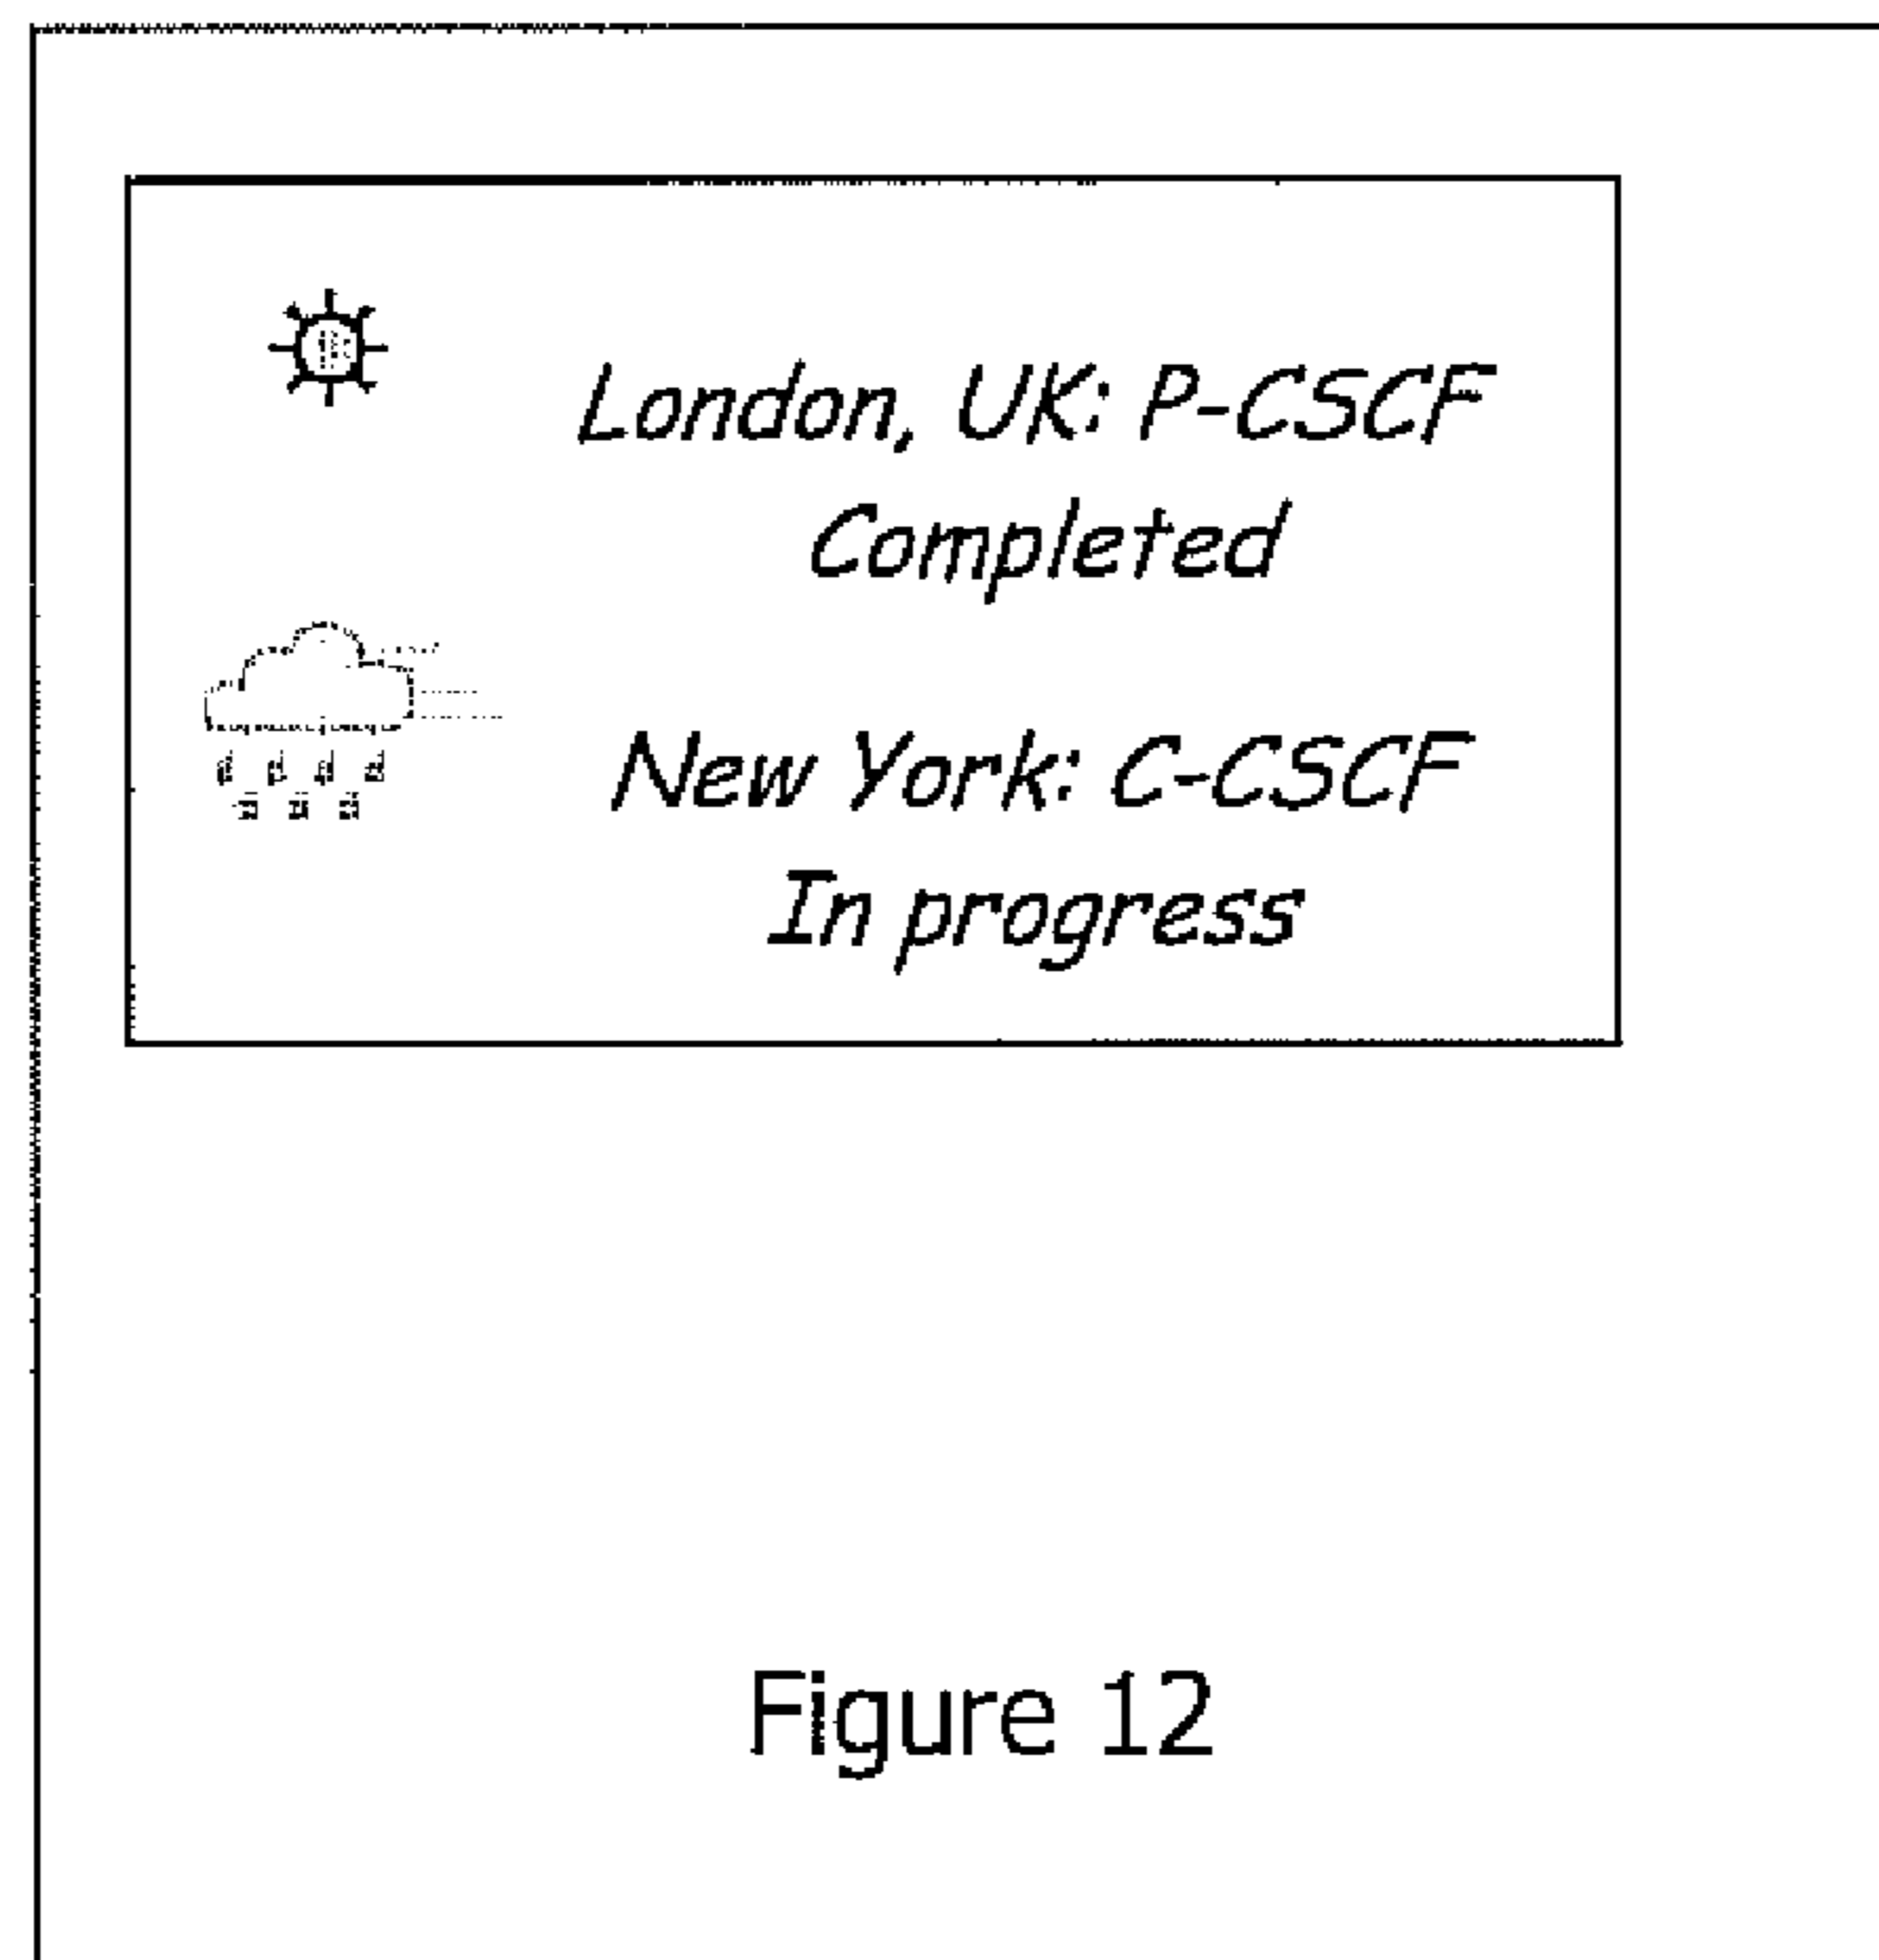 London, UK: P-CSCF
Completed
New York: C-CSCF
In progress
Figure 12